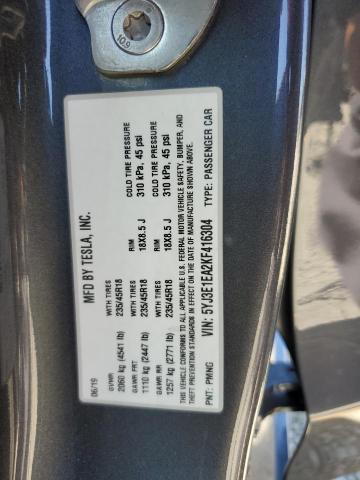 10.9
MFD BY TESLA, INC.
06/19
GVWR WITH TIRES RIM COLD TIRE PRESSURE
2060 kg (4541 lb) 235/45R18 18X8.5 J 310 kPa, 45 psi
GAWR FRT WITH TIRES RIM COLD TIRE PRESSURE
1110 kg (2447 lb) 235/45R18 18X8.5 J 310 kPa, 45 psi
GAWR RR WITH TIRES
1257 kg (2771 lb) 235/45R18 18X8.5 J 310 kPa, 45 psi
THIS VEHICLE CONFORMS TO ALL APPLICABLE U.S. FEDERAL MOTOR VEHICLE SAFETY, BUMPER, AND
THEFT PREVENTION STANDARDS IN EFFECT ON THE DATE OF MANUFACTURE SHOWN ABOVE.
VIN: 5YJ3E1EA2KF416304
PNT: PMNG TYPE: PASSENGER CAR